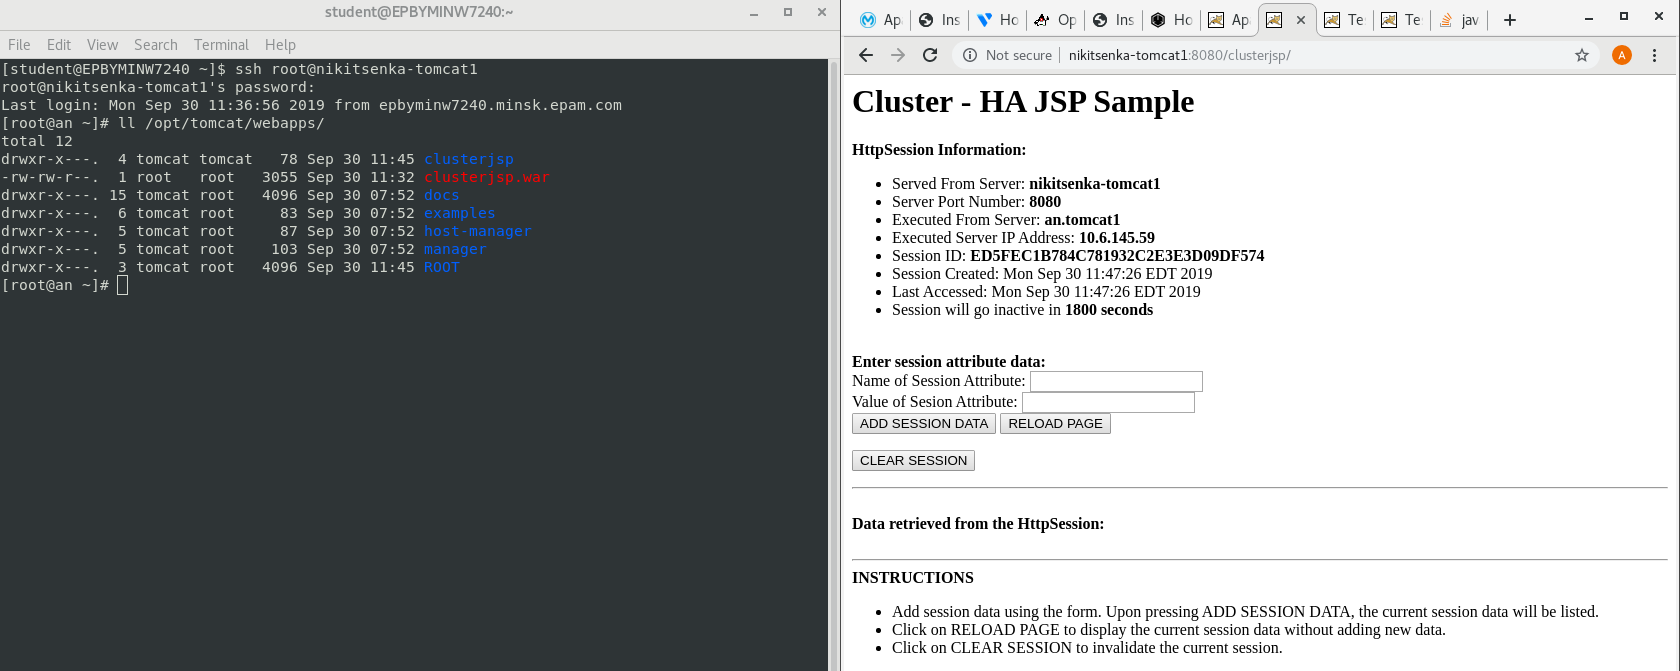 student@EPBYMINW7240:~
File Edit View Search Terminal Help
[student@EPBYMINW7240 ~]$ ssh root@nikitsenka-tomcat1
root@nikitsenka-tomcat1's password:
Last login: Mon Sep 30 11:36:56 2019 from epbyminw7240.minsk.epam.com
[root@an ~]# ll /opt/tomcat/webapps/
total 12
drwxr-x---.  4 tomcat tomcat   78 Sep 30 11:45 clusterjsp
-rw-rw-r--.  1 root   root   3055 Sep 30 11:32 clusterjsp.war
drwxr-x---. 15 tomcat root   4096 Sep 30 07:52 docs
drwxr-x---.  6 tomcat root     83 Sep 30 07:52 examples
drwxr-x---.  5 tomcat root     87 Sep 30 07:52 host-manager
drwxr-x---.  5 tomcat root    103 Sep 30 07:52 manager
drwxr-x---.  3 tomcat root   4096 Sep 30 11:45 ROOT
[root@an ~]#
Ap Ins Ho Op Ins Ho Ap Te Te jav
Not secure nikitsenka-tomcat1:8080/clusterjsp/ A
Cluster - HA JSP Sample
HttpSession Information:
Served From Server: nikitsenka-tomcat1
Server Port Number: 8080
Executed From Server: an.tomcat1
Executed Server IP Address: 10.6.145.59
Session ID: ED5FEC1B784C781932C2E3E3D09DF574
Session Created: Mon Sep 30 11:47:26 EDT 2019
Last Accessed: Mon Sep 30 11:47:26 EDT 2019
Session will go inactive in 1800 seconds
Enter session attribute data:
Name of Session Attribute:
Value of Sesion Attribute:
ADD SESSION DATA RELOAD PAGE
CLEAR SESSION
Data retrieved from the HttpSession:
INSTRUCTIONS
Add session data using the form. Upon pressing ADD SESSION DATA, the current session data will be listed.
Click on RELOAD PAGE to display the current session data without adding new data.
Click on CLEAR SESSION to invalidate the current session.